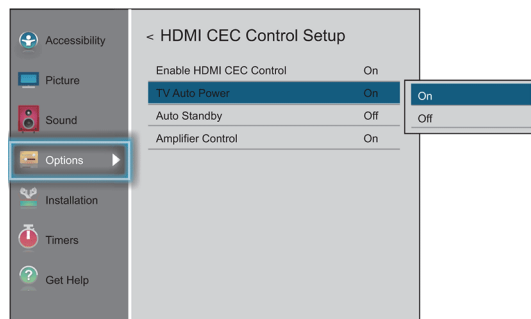 Accessibility
Picture
Sound
Options
Installation
Timers
Get Help
< HDMI CEC Control Setup
Enable HDMI CEC Control On
TV Auto Power On
Auto Standby Off
Amplifier Control On
On
Off